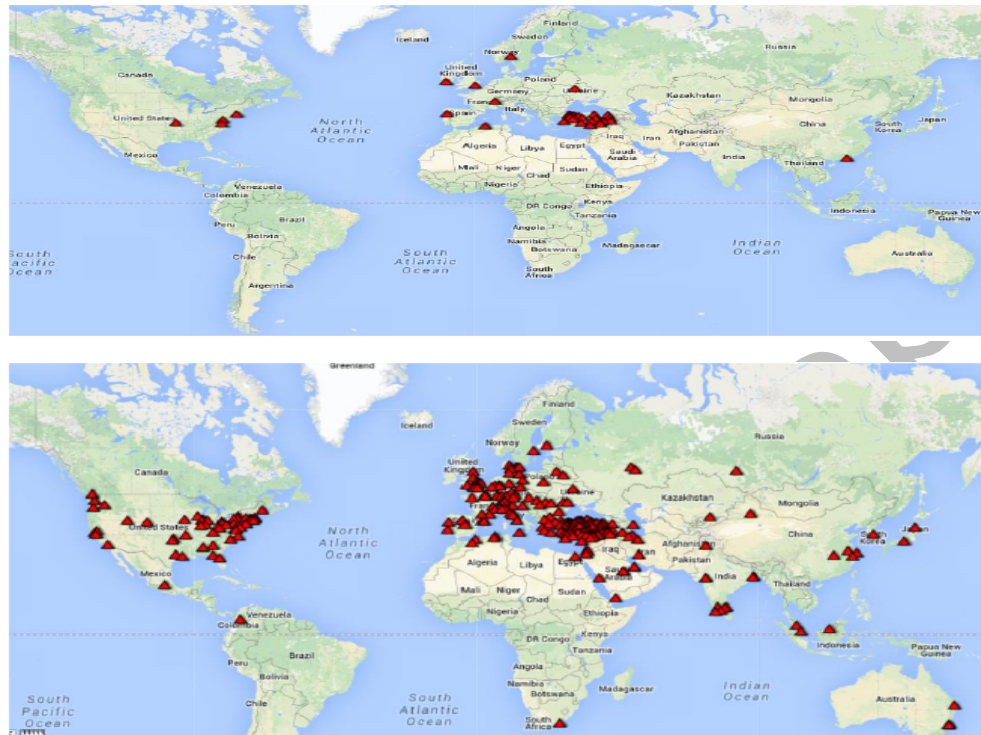 Finland
Iceland
Sweden
Norway
Russia
Canada
United
Kingdom
Poland
Germany
Ukraine
France
Kazakhstan
Mongolia
United States
Spain
Italy
North
Atlantic
Ocean
China
South
Korea
Japan
Iraq
Iran
Afghanistan
Pakistan
Mexico
Algeria
Libya
Egypt
Saudi
Arabia
India
Thailand
Mali
Niger
Chad
Sudan
Venezuela
Colombia
Nigeria
Ethiopia
DR Congo
Kenya
Tanzania
Indonesia
Papua New
Guinea
Peru
Brazil
Bolivia
Angola
Namibia
Botswana
Madagascar
South
Atlantic
Ocean
Indian
Ocean
South
Pacific
Ocean
Chile
South
Africa
Australia
Argentina
Greenland
Finland
Iceland
Sweden
Norway
Russia
Canada
United
Kingdom
Poland
Ukraine
France
Kazakhstan
Mongolia
United States
North
Atlantic
Ocean
China
South
Korea
Japan
Iraq
Iran
Afghanistan
Pakistan
Mexico
Algeria
Libya
Egypt
Saudi
Arabia
India
Thailand
Mali
Niger
Chad
Sudan
Venezuela
Colombia
Nigeria
Ethiopia
DR Congo
Kenya
Tanzania
Indonesia
Papua New
Guinea
Peru
Brazil
Bolivia
Angola
Namibia
Botswana
Madagascar
South
Pacific
Ocean
South
Atlantic
Ocean
Indian
Ocean
Chile
South
Africa
Australia